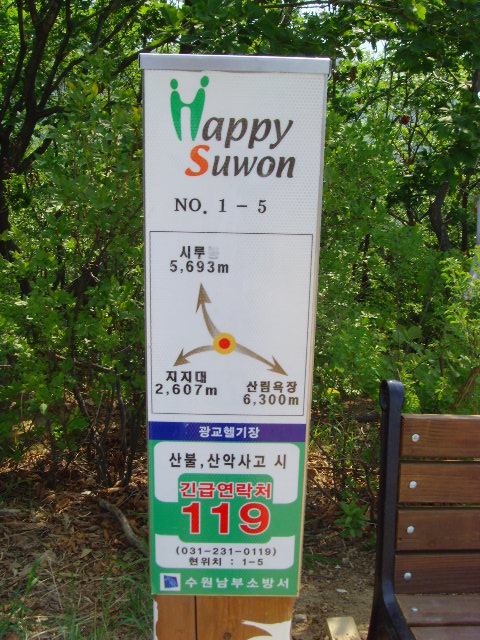 Happy
Suwon
NO. 1 - 5
시루
5,693m
지지대
2,607m
산림욕장
6,300m
광교헬기장
산불,산악사고 시
긴급연락처
119
(031-231-0119)
현위치 : 1-5
수원남부소방서